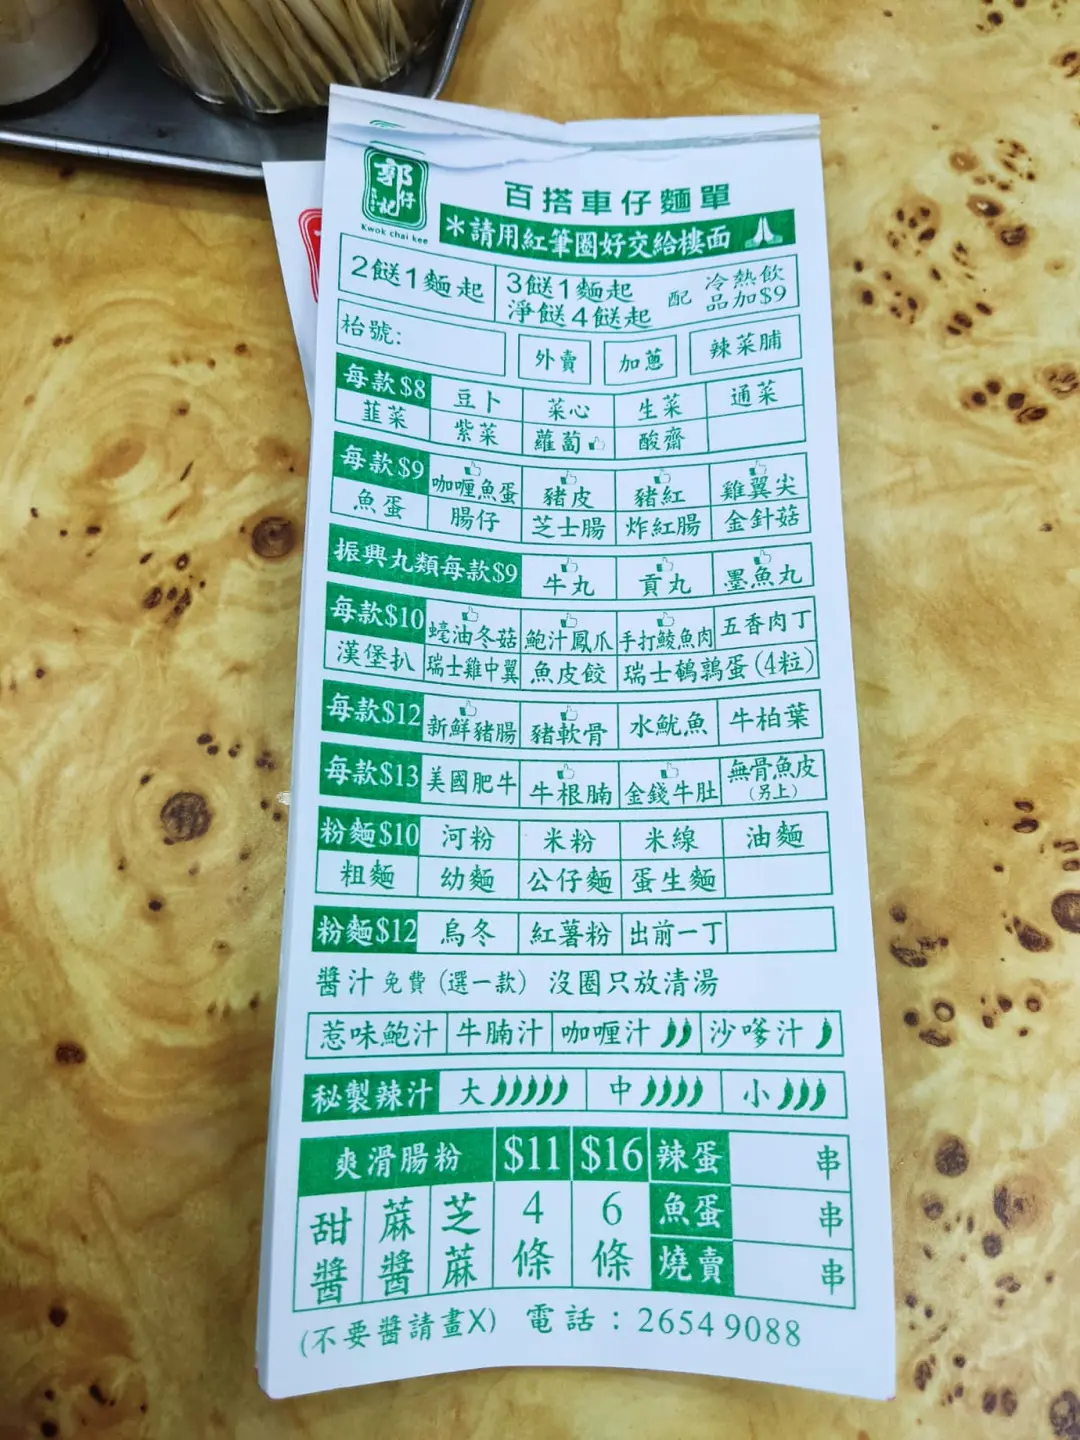 郭仔記
Kwok chai kee
百搭車仔麵單
*請用紅筆圈好交給樓面
2餸1麵起 3餸1麵起 配 冷熱飲
淨餸4餸起 品加$9
枱號: 外賣 加蔥 辣菜脯
每款$8 豆卜 菜心 生菜 通菜
韮菜 紫菜 蘿蔔 酸齋
每款$9 咖喱魚蛋 豬皮 豬紅 雞翼尖
魚蛋 腸仔 芝士腸 炸紅腸 金針菇
振興丸類每款$9 牛丸 貢丸 墨魚丸
每款$10 蠔油冬菇 鮑汁鳳爪 手打鯪魚肉 五香肉丁
漢堡扒 瑞士雞中翼 魚皮餃 瑞士鵪鶉蛋(4粒)
每款$12 新鮮豬腸 豬軟骨 水魷魚 牛柏葉
每款$13 美國肥牛 牛根腩 金錢牛肚 無骨魚皮
(另上)
粉麵$10 河粉 米粉 米線 油麵
粗麵 幼麵 公仔麵 蛋生麵
粉麵$12 烏冬 紅薯粉 出前一丁
醬汁免費(選一款) 沒圈只放清湯
惹味鮑汁 牛腩汁 咖喱汁 沙嗲汁
秘製辣汁 大 中 小
爽滑腸粉 $11 $16 辣蛋 串
甜醬 麻醬 芝麻 4條 6條 魚蛋 串
燒賣 串
(不要醬請畫X) 電話：2654 9088